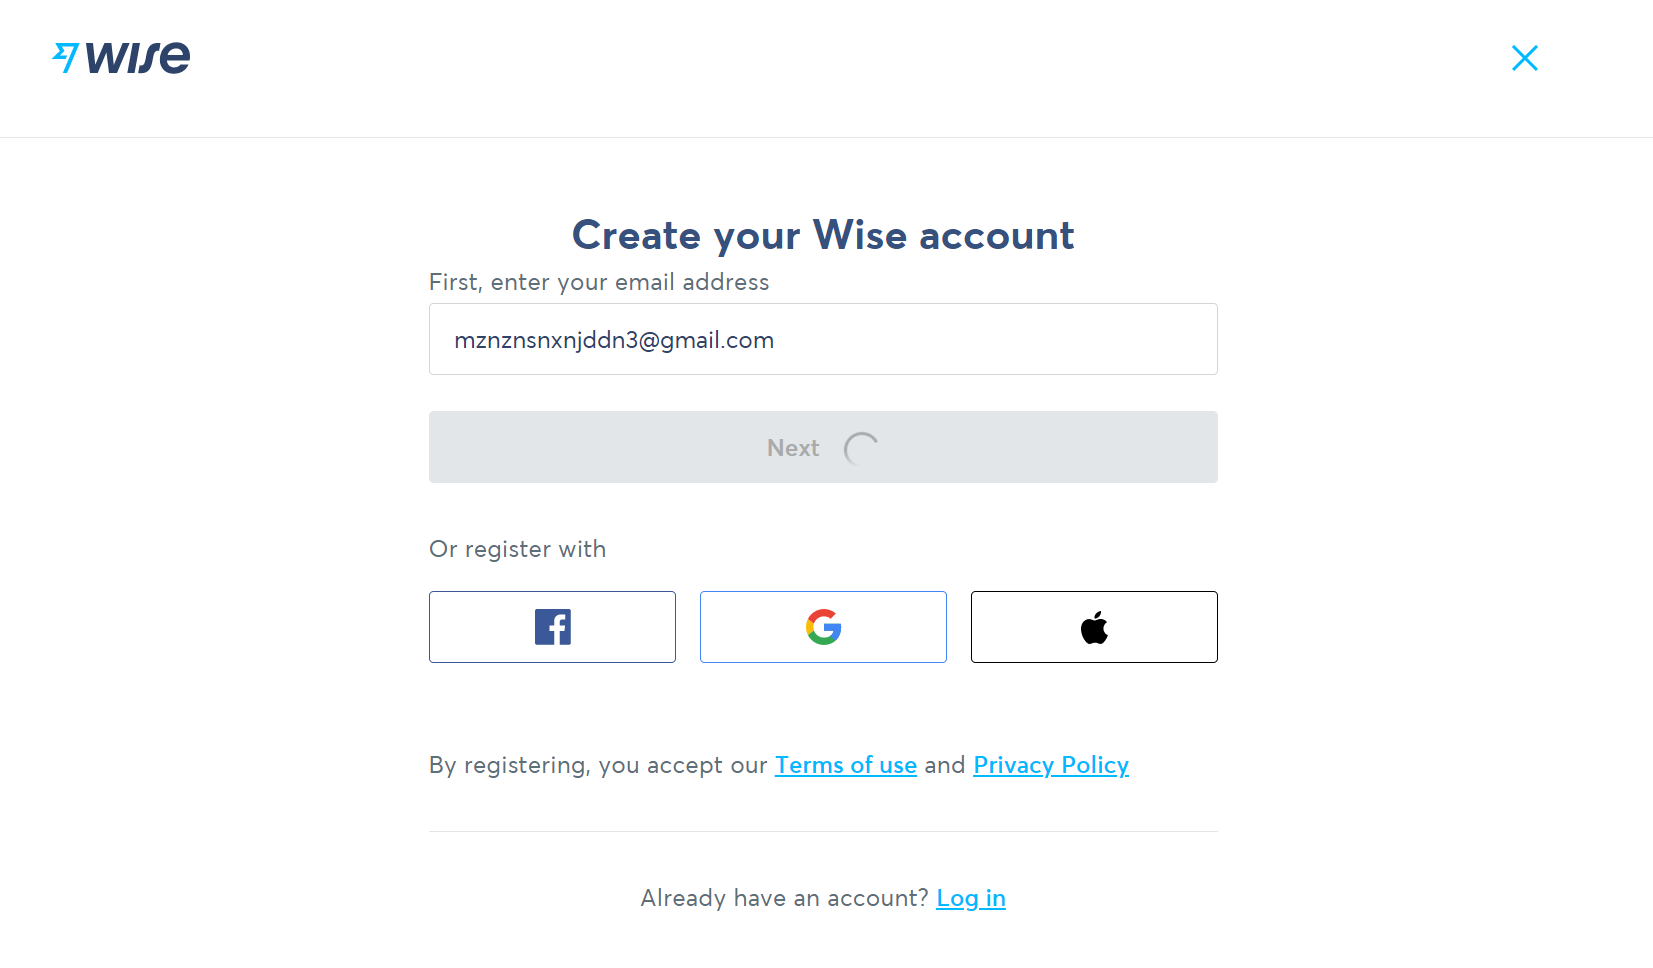 wise
Create your Wise account
First, enter your email address
mznznsnxnjddn3@gmail.com
Next
Or register with
By registering, you accept our Terms of use and Privacy Policy
Already have an account? Log in